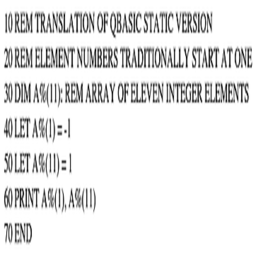 10 REM TRANSLATION OF QBASIC STATIC VERSION
20 REM ELEMENT NUMBERS TRADITIONALLY START AT ONE
30 DIM A%(11): REM ARRAY OF ELEVEN INTEGER ELEMENTS
40 LET A%(1) = -1
50 LET A%(11) = 1
60 PRINT A%(1), A%(11)
70 END